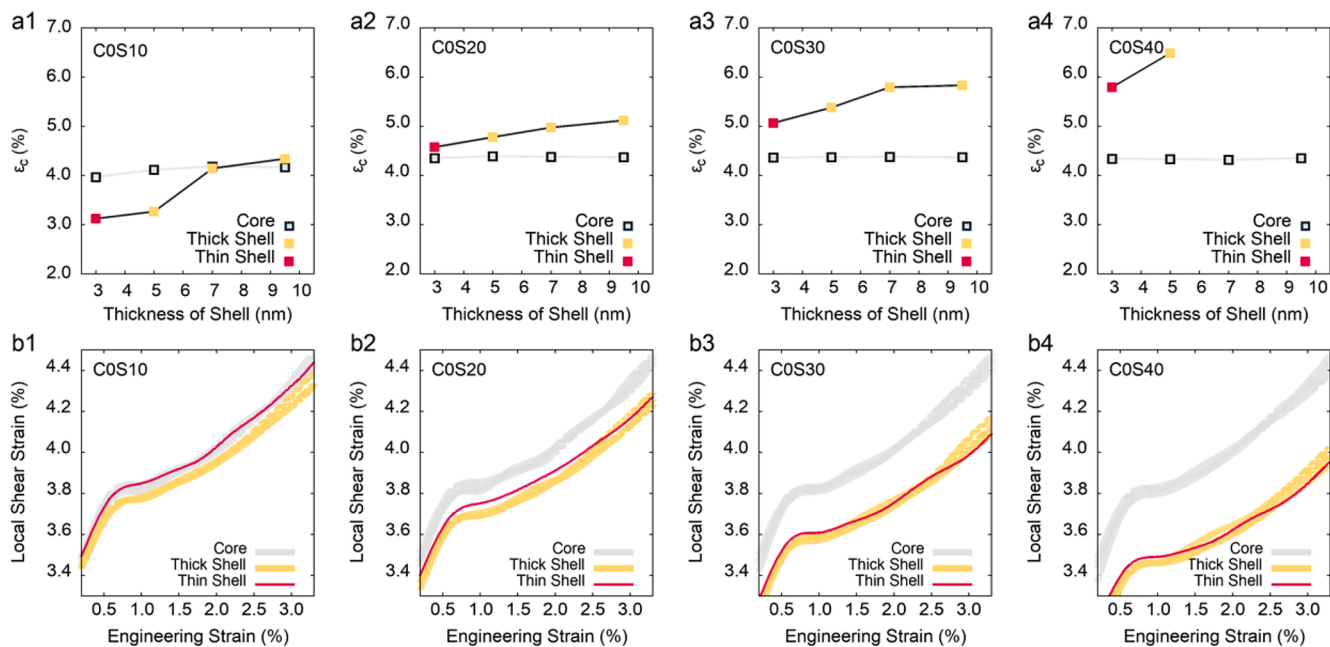 a1
C0S10
7.0
6.0
5.0
4.0
3.0
2.0
εc (%)
Core
Thick Shell
Thin Shell
3 4 5 6 7 8 9 10
Thickness of Shell (nm)
a2
C0S20
7.0
6.0
5.0
4.0
3.0
2.0
εc (%)
Core
Thick Shell
Thin Shell
3 4 5 6 7 8 9 10
Thickness of Shell (nm)
a3
C0S30
7.0
6.0
5.0
4.0
3.0
2.0
εc (%)
Core
Thick Shell
Thin Shell
3 4 5 6 7 8 9 10
Thickness of Shell (nm)
a4
C0S40
7.0
6.0
5.0
4.0
3.0
2.0
εc (%)
Core
Thick Shell
Thin Shell
3 4 5 6 7 8 9 10
Thickness of Shell (nm)
b1
C0S10
4.4
4.2
4.0
3.8
3.6
3.4
Local Shear Strain (%)
Core
Thick Shell
Thin Shell
0.5 1.0 1.5 2.0 2.5 3.0
Engineering Strain (%)
b2
C0S20
4.4
4.2
4.0
3.8
3.6
3.4
Local Shear Strain (%)
Core
Thick Shell
Thin Shell
0.5 1.0 1.5 2.0 2.5 3.0
Engineering Strain (%)
b3
C0S30
4.4
4.2
4.0
3.8
3.6
3.4
Local Shear Strain (%)
Core
Thick Shell
Thin Shell
0.5 1.0 1.5 2.0 2.5 3.0
Engineering Strain (%)
b4
C0S40
4.4
4.2
4.0
3.8
3.6
3.4
Local Shear Strain (%)
Core
Thick Shell
Thin Shell
0.5 1.0 1.5 2.0 2.5 3.0
Engineering Strain (%)